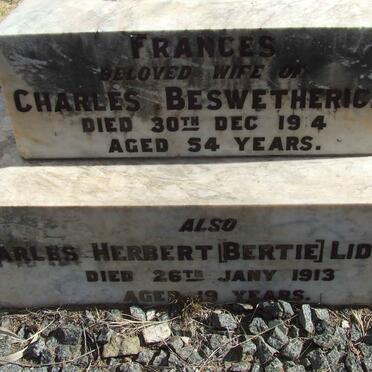 FRANCES
BELOVED WIFE OF
CHARLES BESWETHERIC
DIED 30TH DEC 19 4
AGED 54 YEARS.
ALSO
ARLES HERBERT [BERTIE] LID
DIED 26TH JANY 1913
AGED 19 YEARS.